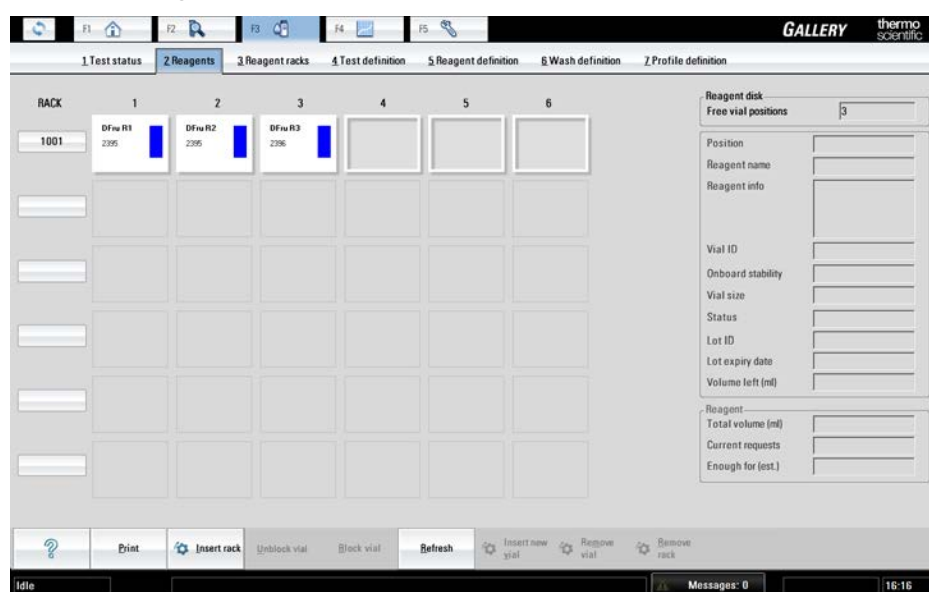 F1 F2 F3 F4 F5 GALLERY thermo scientific
1 Test status 2 Reagents 3 Reagent racks 4 Test definition 5 Reagent definition 6 Wash definition 7 Profile definition
RACK 1 2 3 4 5 6
1001
DFru R1
2395
DFru R2
2395
DFru R3
2396
Reagent disk
Free vial positions 3
Position
Reagent name
Reagent info
Vial ID
Onboard stability
Vial size
Status
Lot ID
Lot expiry date
Volume left (ml)
Reagent
Total volume (ml)
Current requests
Enough for (est.)
? Print Insert rack Unblock vial Block vial Refresh Insert new vial Remove vial Remove rack
Idle Messages: 0 16:16